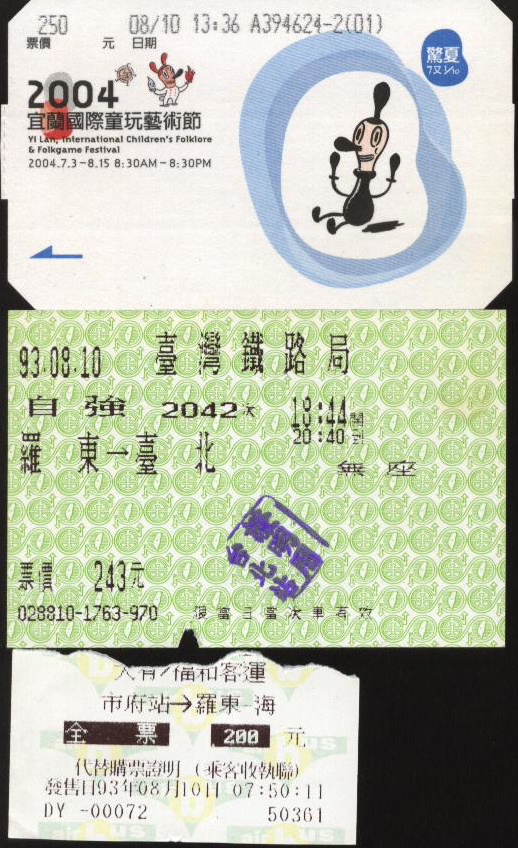 250 08/10 13:36 A394624-2(01)
票價 元 日期
驚夏
2004
宜蘭國際童玩藝術節
Yi Lan, International Children's Folklore
& Folkgame Festival
2004.7.3-8.15 8:30AM-8:30PM
93.08.10 臺灣鐵路局
自強 2042次 18:44開
20:40到
羅東→臺北 無座
台北站
票價 243元
028810-1763-970 限當日當次車有效
大有/福和客運
市府站→羅東-海
全票 200 元
代替購票證明 (乘客收執聯)
發售日93年08月10日 07:50:11
DY -00072 50361